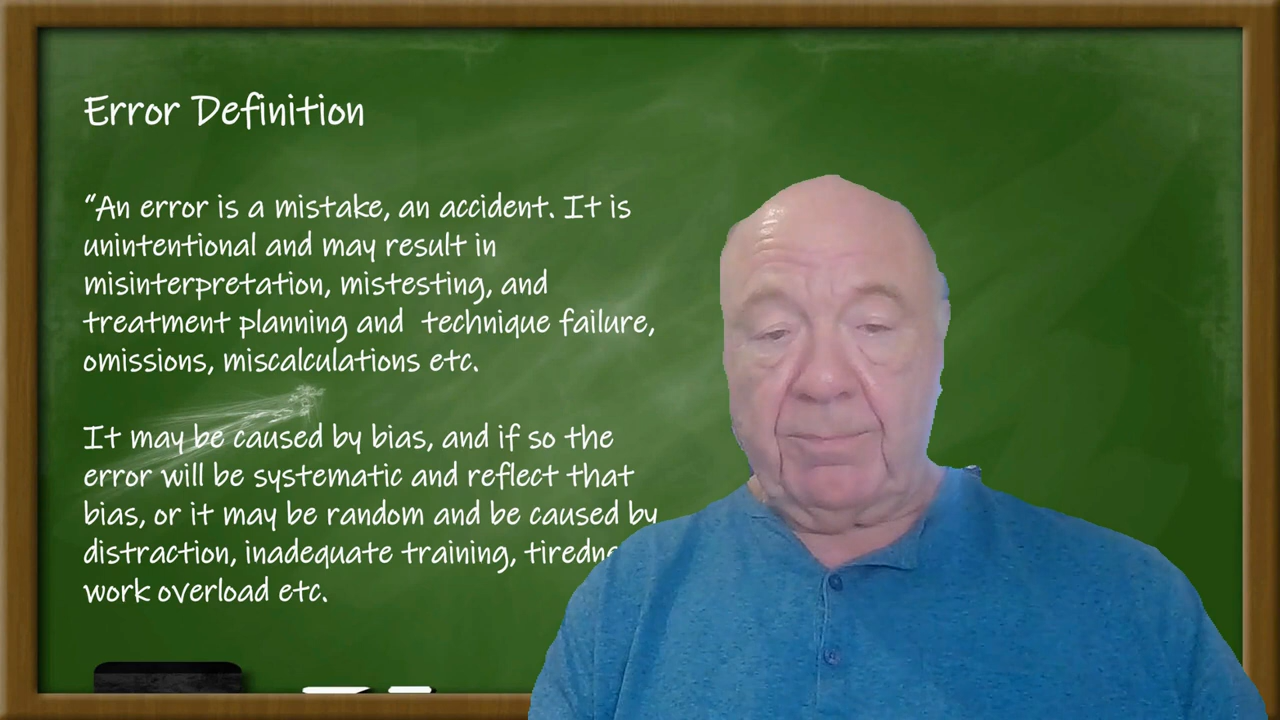 Error Definition
“An error is a mistake, an accident. It is
unintentional and may result in
misinterpretation, mistesting, and
treatment planning and technique failure,
omissions, miscalculations etc.
It may be caused by bias, and if so the
error will be systematic and reflect that
bias, or it may be random and be caused by
distraction, inadequate training,
work overload etc.